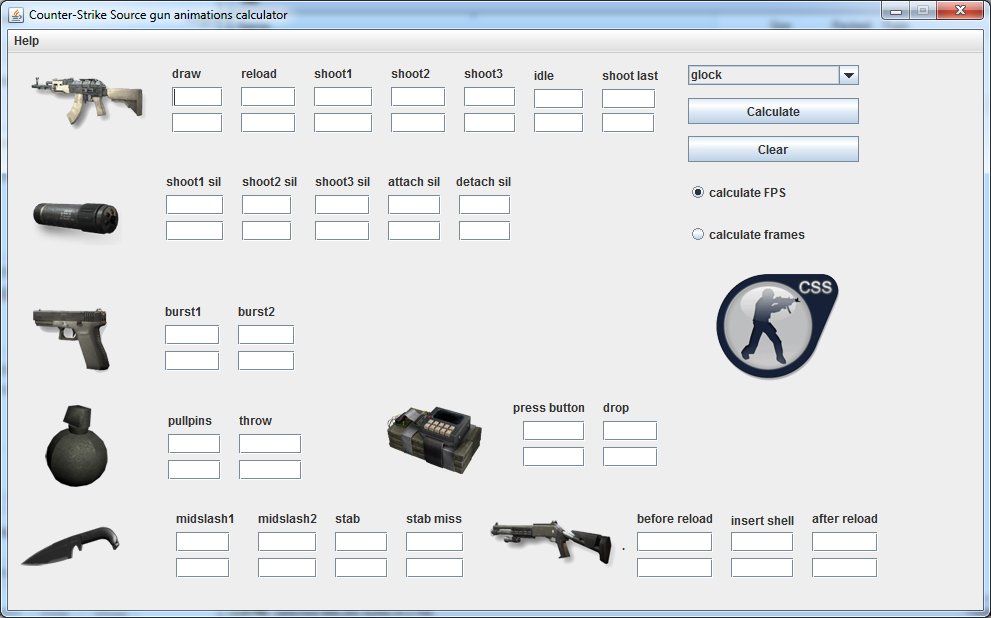 Counter-Strike Source gun animations calculator
Help
draw reload shoot1 shoot2 shoot3 idle shoot last
glock
Calculate
Clear
shoot1 sil shoot2 sil shoot3 sil attach sil detach sil
calculate FPS
calculate frames
CSS
burst1 burst2
pullpins throw
press button drop
midslash1 midslash2 stab stab miss
. before reload insert shell after reload